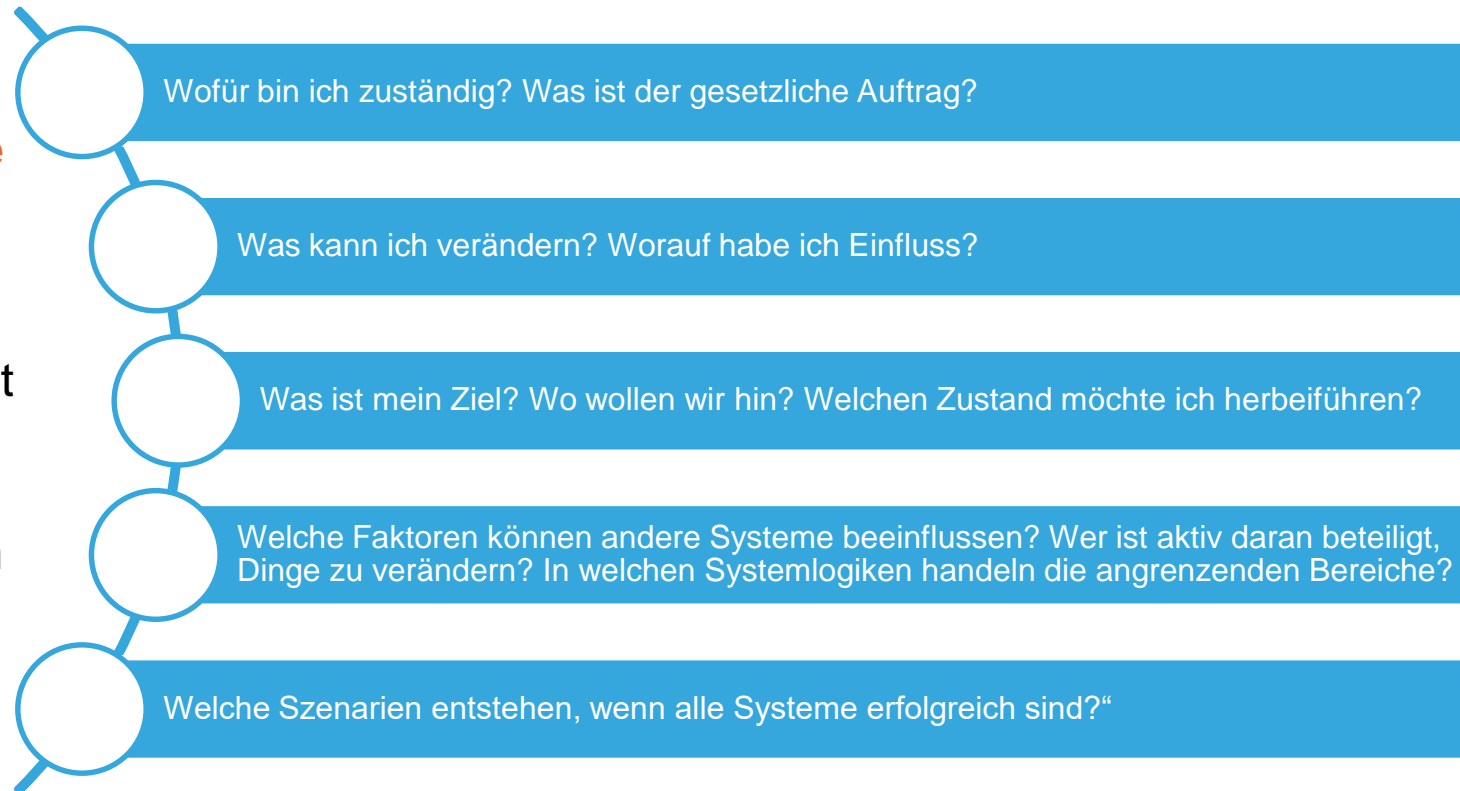 Wofür bin ich zuständig? Was ist der gesetzliche Auftrag?
Was kann ich verändern? Worauf habe ich Einfluss?
Was ist mein Ziel? Wo wollen wir hin? Welchen Zustand möchte ich herbeiführen?
Welche Faktoren können andere Systeme beeinflussen? Wer ist aktiv daran beteiligt,
Dinge zu verändern? In welchen Systemlogiken handeln die angrenzenden Bereiche?
Welche Szenarien entstehen, wenn alle Systeme erfolgreich sind?“